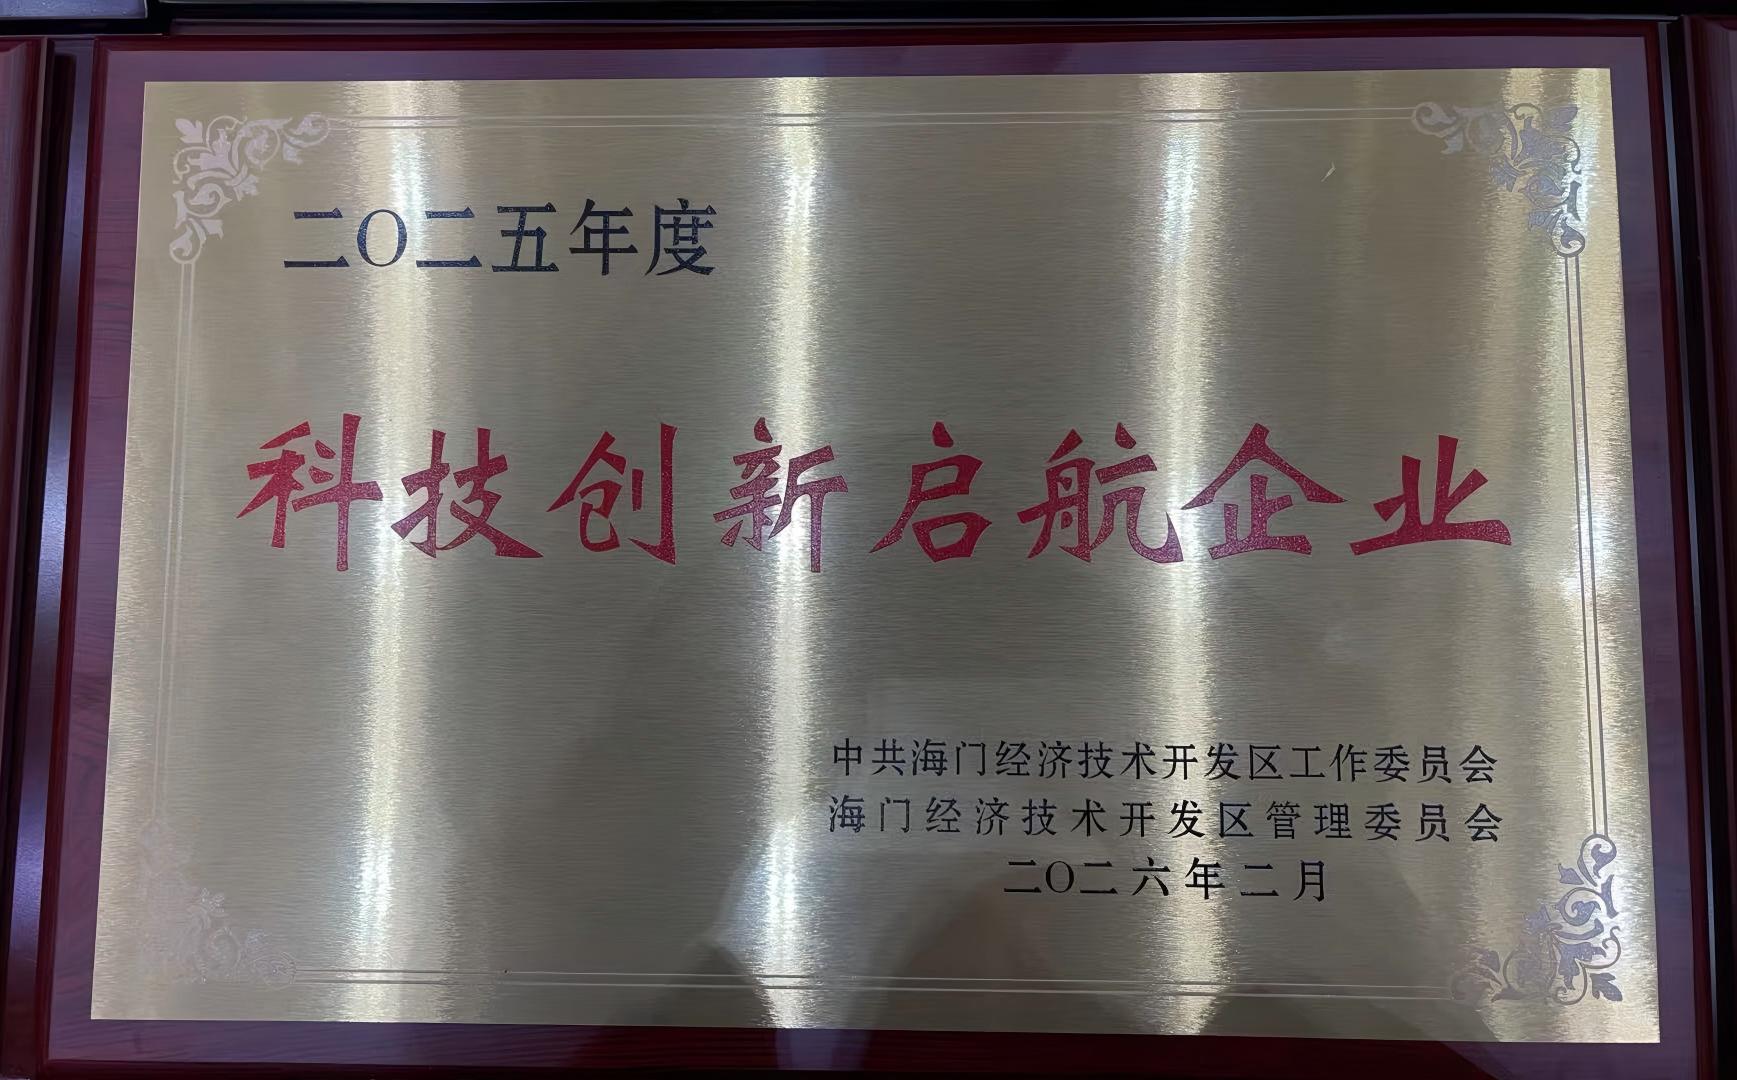 二〇二五年度
科技创新启航企业
中共海门经济技术开发区工作委员会
海门经济技术开发区管理委员会
二〇二六年二月